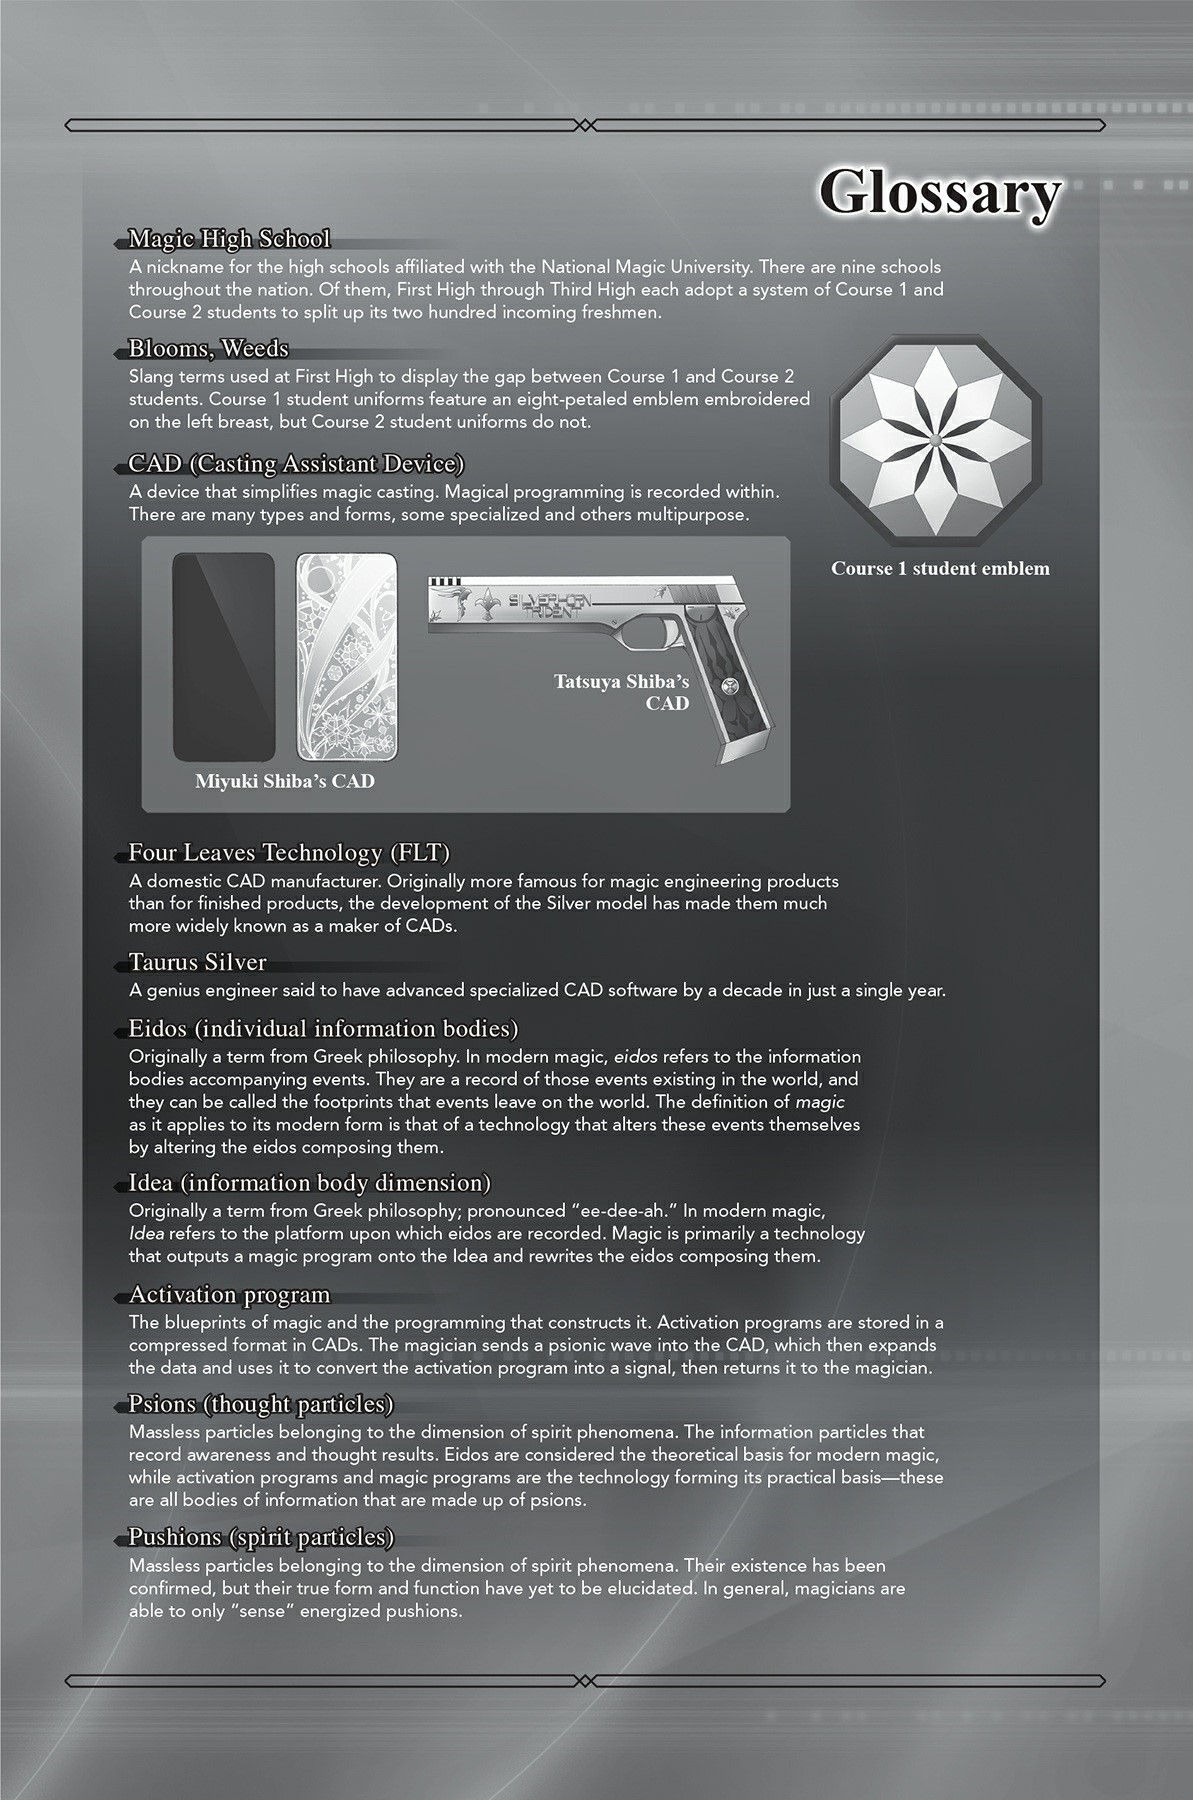 Glossary
Magic High School
A nickname for the high schools affiliated with the National Magic University. There are nine schools
throughout the nation. Of them, First High through Third High each adopt a system of Course 1 and
Course 2 students to split up its two hundred incoming freshmen.
Blooms, Weeds
Slang terms used at First High to display the gap between Course 1 and Course 2
students. Course 1 student uniforms feature an eight-petaled emblem embroidered
on the left breast, but Course 2 student uniforms do not.
Course 1 student emblem
CAD (Casting Assistant Device)
A device that simplifies magic casting. Magical programming is recorded within.
There are many types and forms, some specialized and others multipurpose.
SILVERHORN
TRIDENT
Tatsuya Shiba's
CAD
Miyuki Shiba's CAD
Four Leaves Technology (FLT)
A domestic CAD manufacturer. Originally more famous for magic engineering products
than for finished products, the development of the Silver model has made them much
more widely known as a maker of CADs.
Taurus Silver
A genius engineer said to have advanced specialized CAD software by a decade in just a single year.
Eidos (individual information bodies)
Originally a term from Greek philosophy. In modern magic, eidos refers to the information
bodies accompanying events. They are a record of those events existing in the world, and
they can be called the footprints that events leave on the world. The definition of magic
as it applies to its modern form is that of a technology that alters these events themselves
by altering the eidos composing them.
Idea (information body dimension)
Originally a term from Greek philosophy; pronounced “ee-dee-ah.” In modern magic,
Idea refers to the platform upon which eidos are recorded. Magic is primarily a technology
that outputs a magic program onto the Idea and rewrites the eidos composing them.
Activation program
The blueprints of magic and the programming that constructs it. Activation programs are stored in a
compressed format in CADs. The magician sends a psionic wave into the CAD, which then expands
the data and uses it to convert the activation program into a signal, then returns it to the magician.
Psions (thought particles)
Massless particles belonging to the dimension of spirit phenomena. The information particles that
record awareness and thought results. Eidos are considered the theoretical basis for modern magic,
while activation programs and magic programs are the technology forming its practical basis—these
are all bodies of information that are made up of psions.
Pushions (spirit particles)
Massless particles belonging to the dimension of spirit phenomena. Their existence has been
confirmed, but their true form and function have yet to be elucidated. In general, magicians are
able to only “sense” energized pushions.